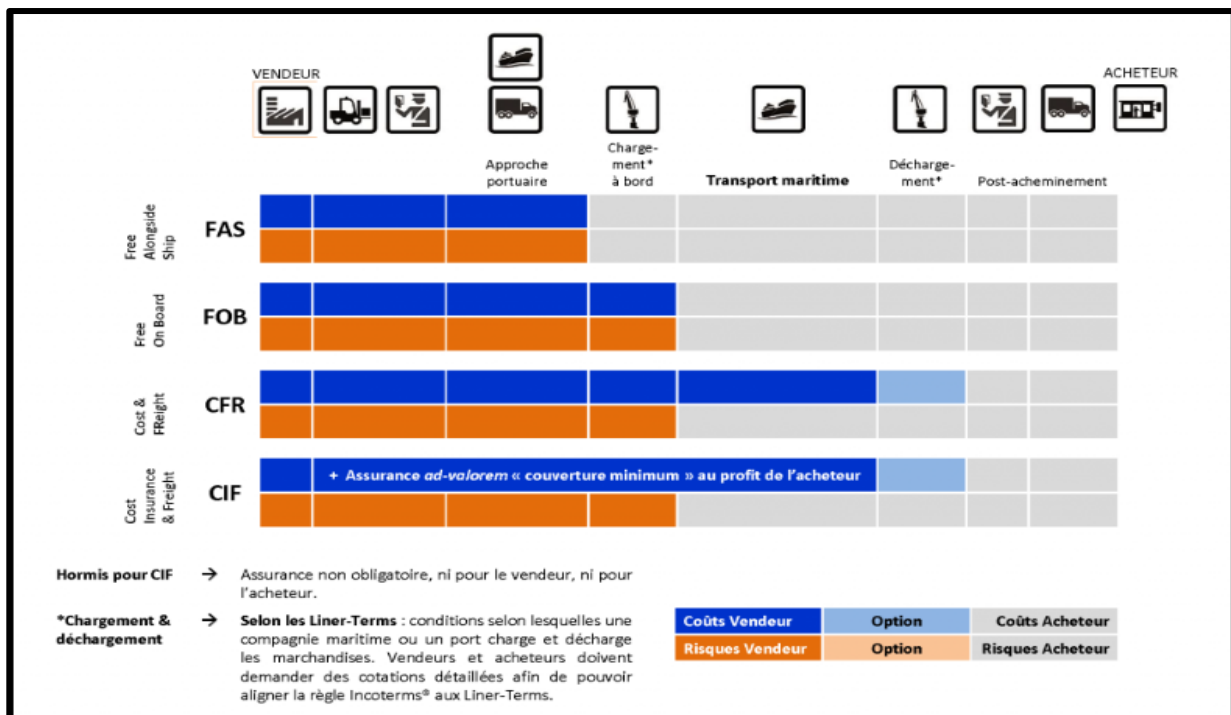 VENDEUR
ACHETEUR
Approche
portuaire
Charge-
ment*
à bord
Transport maritime
Décharge-
ment*
Post-acheminement
Free
Alongside
Ship
FAS
Free
On Board
FOB
Cost &
FReight
CFR
Cost
Insurance
& Freight
CIF
+ Assurance ad-valorem « couverture minimum » au profit de l'acheteur
Hormis pour CIF → Assurance non obligatoire, ni pour le vendeur, ni pour
l'acheteur.
*Chargement & → Selon les Liner-Terms : conditions selon lesquelles une
déchargement compagnie maritime ou un port charge et décharge
les marchandises. Vendeurs et acheteurs doivent
demander des cotations détaillées afin de pouvoir
aligner la règle Incoterms® aux Liner-Terms.
Coûts Vendeur Option Coûts Acheteur
Risques Vendeur Option Risques Acheteur